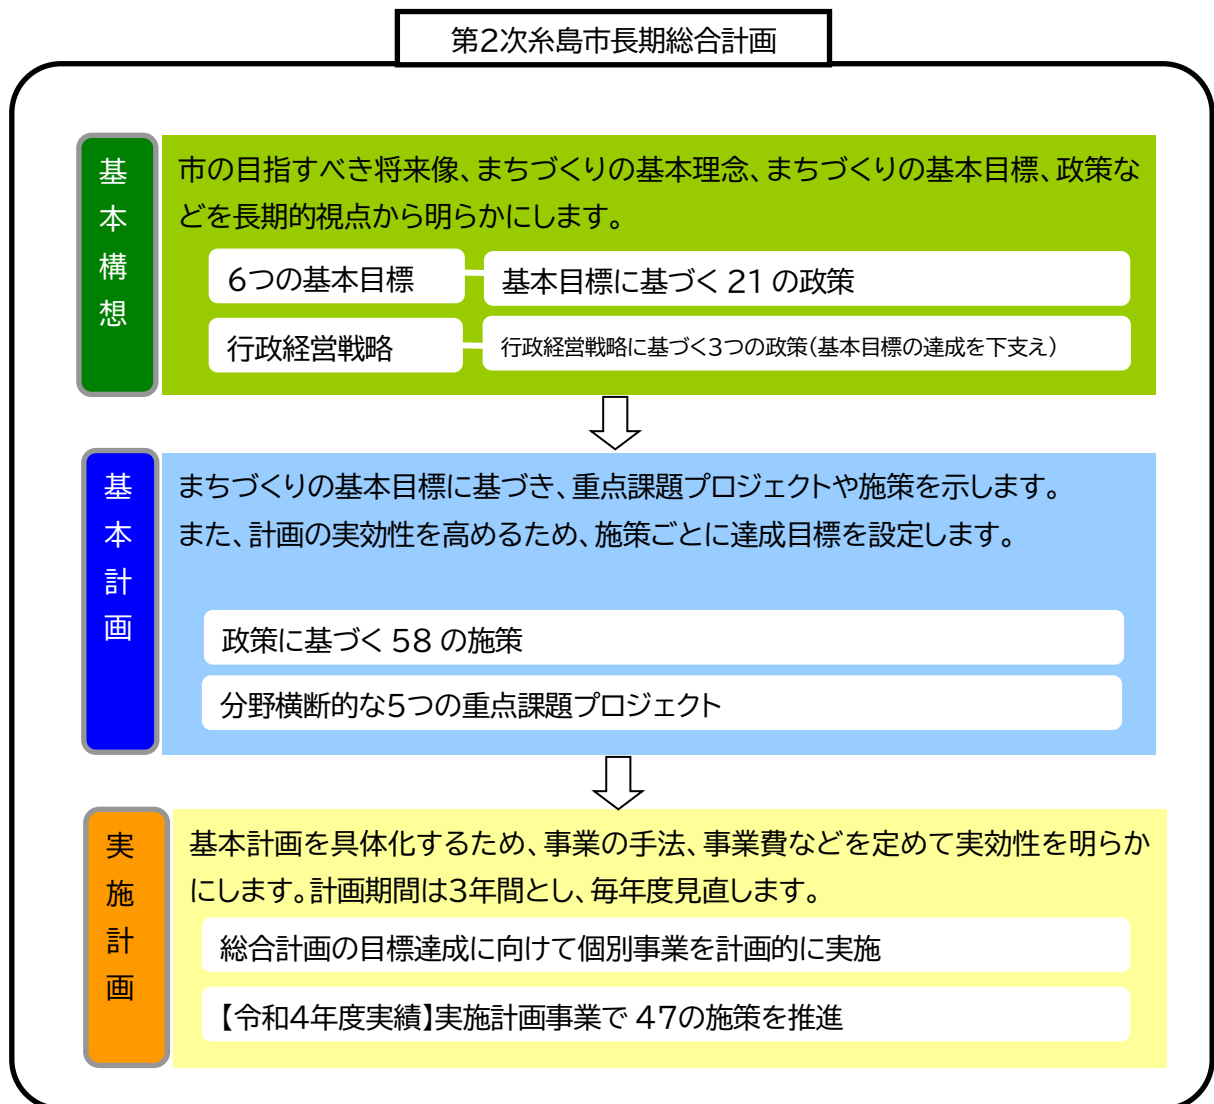 第2次糸島市長期総合計画
基本構想
市の目指すべき将来像、まちづくりの基本理念、まちづくりの基本目標、政策な
どを長期的視点から明らかにします。
6つの基本目標
基本目標に基づく 21 の政策
行政経営戦略
行政経営戦略に基づく3つの政策(基本目標の達成を下支え)
基本計画
まちづくりの基本目標に基づき、重点課題プロジェクトや施策を示します。
また、計画の実効性を高めるため、施策ごとに達成目標を設定します。
政策に基づく 58 の施策
分野横断的な5つの重点課題プロジェクト
実施計画
基本計画を具体化するため、事業の手法、事業費などを定めて実効性を明らか
にします。計画期間は3年間とし、毎年度見直します。
総合計画の目標達成に向けて個別事業を計画的に実施
【令和4年度実績】実施計画事業で 47の施策を推進